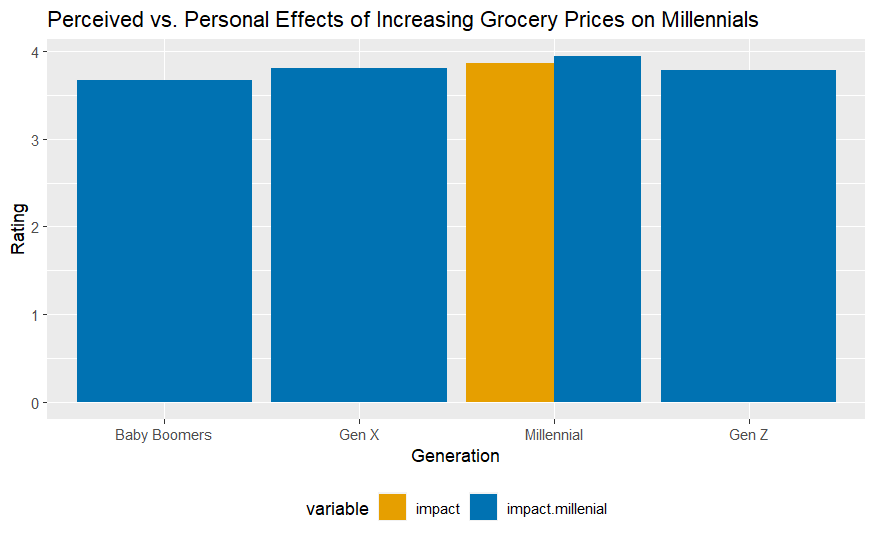 Perceived vs. Personal Effects of Increasing Grocery Prices on Millennials
4
3
2
1
0
Rating
Baby Boomers Gen X Millennial Gen Z
Generation
variable impact impact.millenial